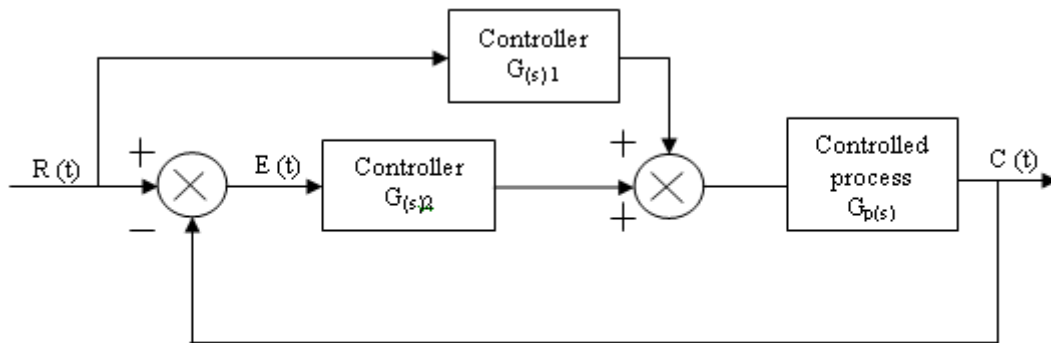 Controller
G(s) 1
+
R (t)
−
E (t)
Controller
G(s)2
+
+
Controlled
process
Gp(s)
C (t)